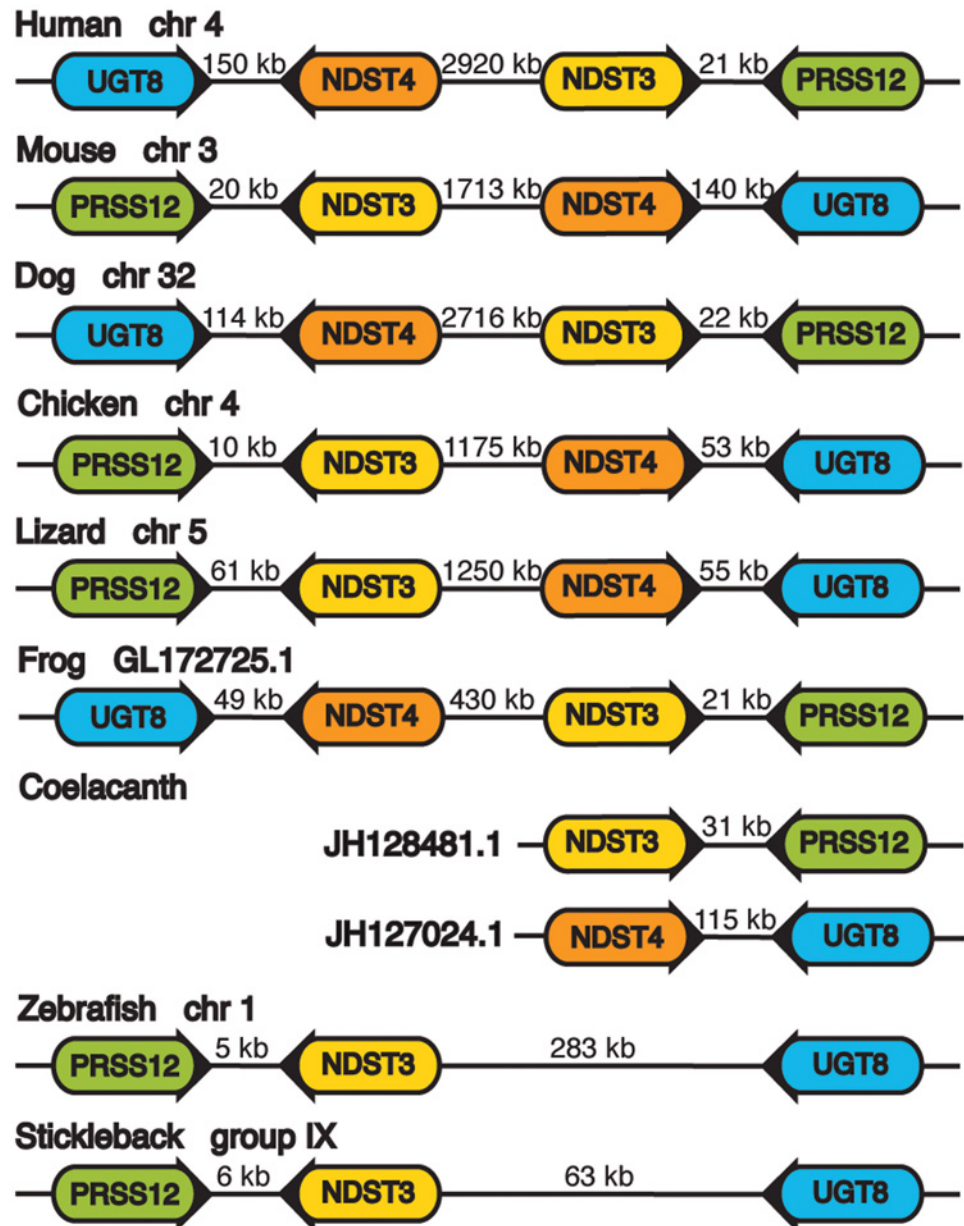 Human chr 4
UGT8 150 kb NDST4 2920 kb NDST3 21 kb PRSS12
Mouse chr 3
PRSS12 20 kb NDST3 1713 kb NDST4 140 kb UGT8
Dog chr 32
UGT8 114 kb NDST4 2716 kb NDST3 22 kb PRSS12
Chicken chr 4
PRSS12 10 kb NDST3 1175 kb NDST4 53 kb UGT8
Lizard chr 5
PRSS12 61 kb NDST3 1250 kb NDST4 55 kb UGT8
Frog GL172725.1
UGT8 49 kb NDST4 430 kb NDST3 21 kb PRSS12
Coelacanth
JH128481.1 NDST3 31 kb PRSS12
JH127024.1 NDST4 115 kb UGT8
Zebrafish chr 1
PRSS12 5 kb NDST3 283 kb UGT8
Stickleback group IX
PRSS12 6 kb NDST3 63 kb UGT8